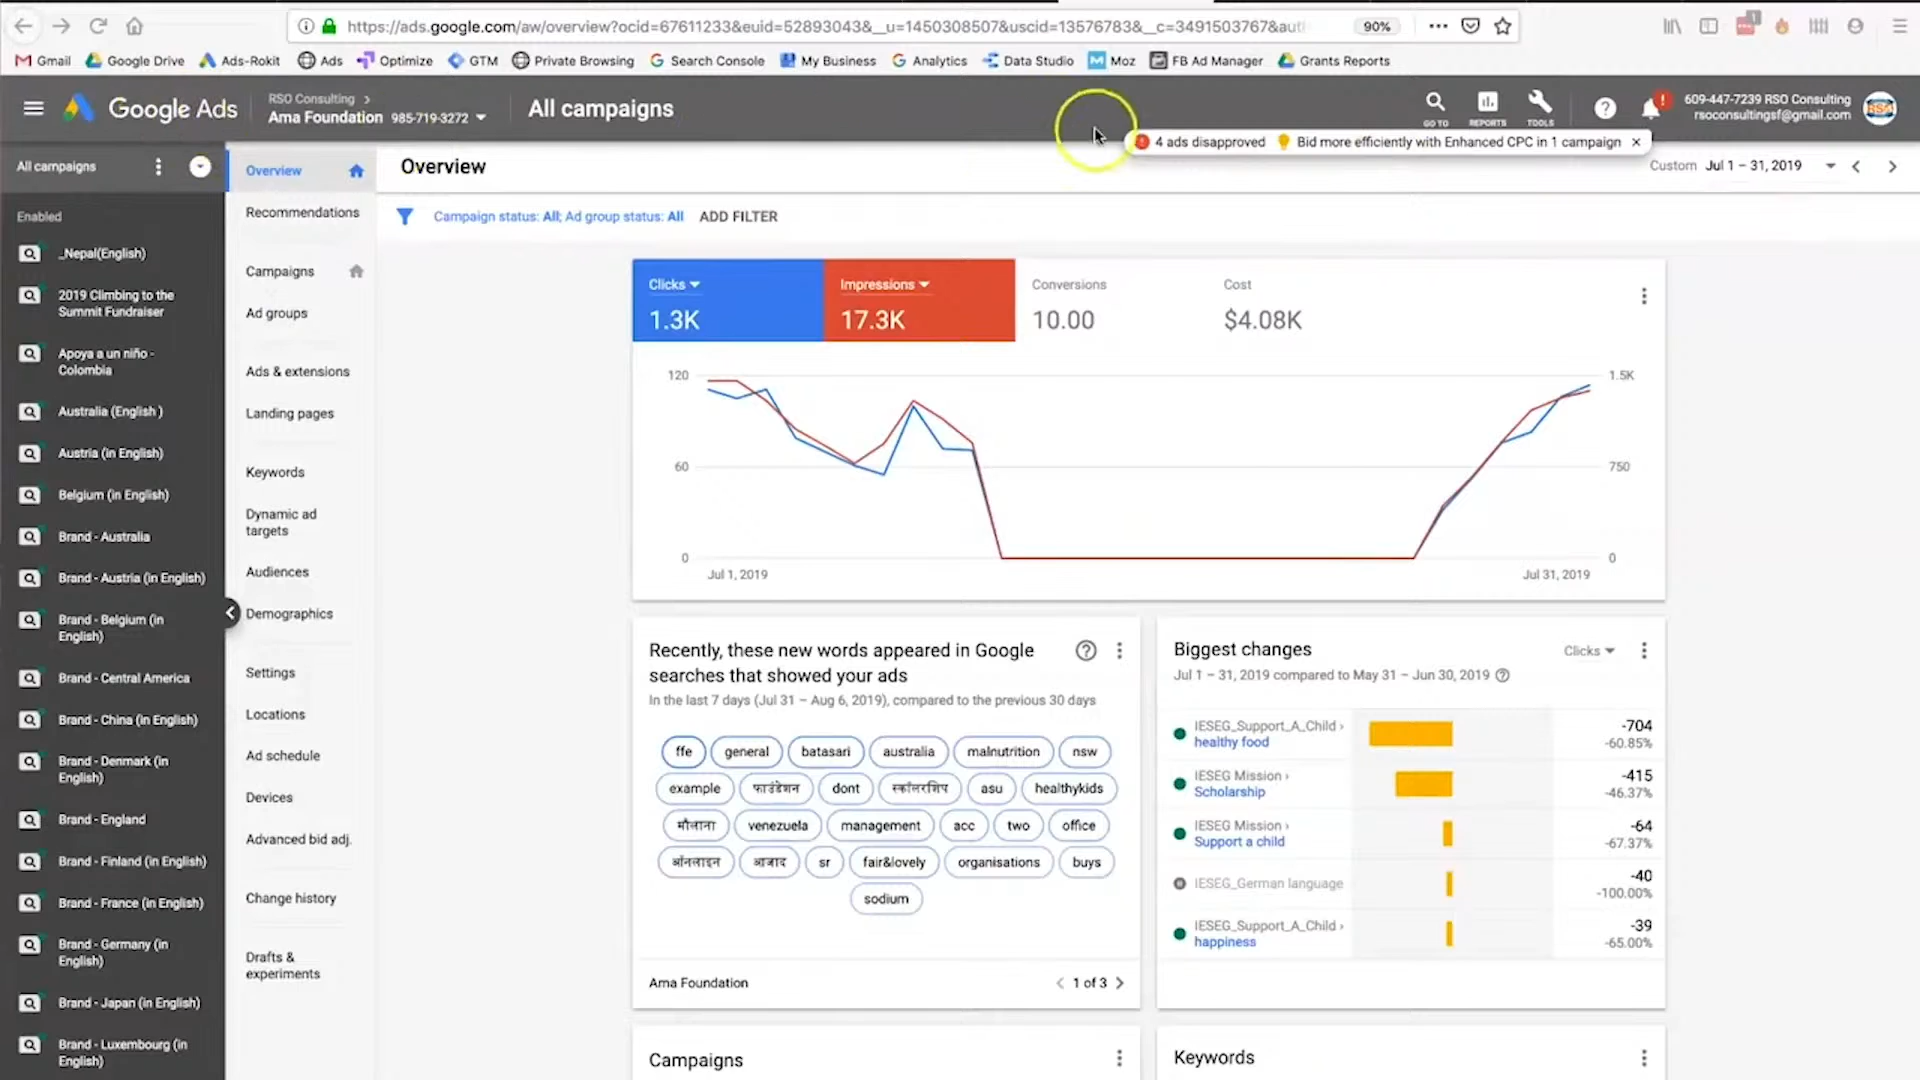 https://ads.google.com/aw/overview?ocid=67611233&euid=52893043&__u=1450308507&uscid=13576783&__c=3491503767&aut
90%
Gmail
Google Drive
Ads-Rokit
Ads
Optimize
GTM
Private Browsing
Search Console
My Business
Analytics
Data Studio
Moz
FB Ad Manager
Grants Reports
Google Ads
RSO Consulting
Ama Foundation 985-719-3272
All campaigns
GO TO
REPORTS
TOOLS
609-447-7239 RSO Consulting
rsoconsultingsf@gmail.com
4 ads disapproved
Bid more efficiently with Enhanced CPC in 1 campaign
All campaigns
Enabled
_Nepal(English)
2019 Climbing to the
Summit Fundraiser
Apoya a un niño -
Colombia
Australia (English )
Austria (in English)
Belgium (in English)
Brand - Australia
Brand - Austria (in English)
Brand - Belgium (in
English)
Brand - Central America
Brand - China (in English)
Brand - Denmark (in
English)
Brand - England
Brand - Finland (in English)
Brand - France (in English)
Brand - Germany (in
English)
Brand - Japan (in English)
Brand - Luxembourg (in
English)
Overview
Recommendations
Campaigns
Ad groups
Ads & extensions
Landing pages
Keywords
Dynamic ad
targets
Audiences
Demographics
Settings
Locations
Ad schedule
Devices
Advanced bid adj.
Change history
Drafts &
experiments
Overview
Custom Jul 1 – 31, 2019
Campaign status: All; Ad group status: All ADD FILTER
Clicks
1.3K
Impressions
17.3K
Conversions
10.00
Cost
$4.08K
120
60
0
1.5K
750
0
Jul 1, 2019
Jul 31, 2019
Recently, these new words appeared in Google
searches that showed your ads
In the last 7 days (Jul 31 – Aug 6, 2019), compared to the previous 30 days
ffe general batasari australia malnutrition nsw
example फाउंडेशन dont स्कॉलरशिप asu healthykids
मौलाना venezuela management acc two office
ऑनलाइन आजाद sr fair&lovely organisations buys
sodium
Ama Foundation
1 of 3
Biggest changes
Clicks
Jul 1 – 31, 2019 compared to May 31 – Jun 30, 2019
IESEG_Support_A_Child ›
healthy food
-704
-60.85%
IESEG Mission ›
Scholarship
-415
-46.37%
IESEG Mission ›
Support a child
-64
-67.37%
IESEG_German language
-40
-100.00%
IESEG_Support_A_Child ›
happiness
-39
-65.00%
Campaigns
Keywords